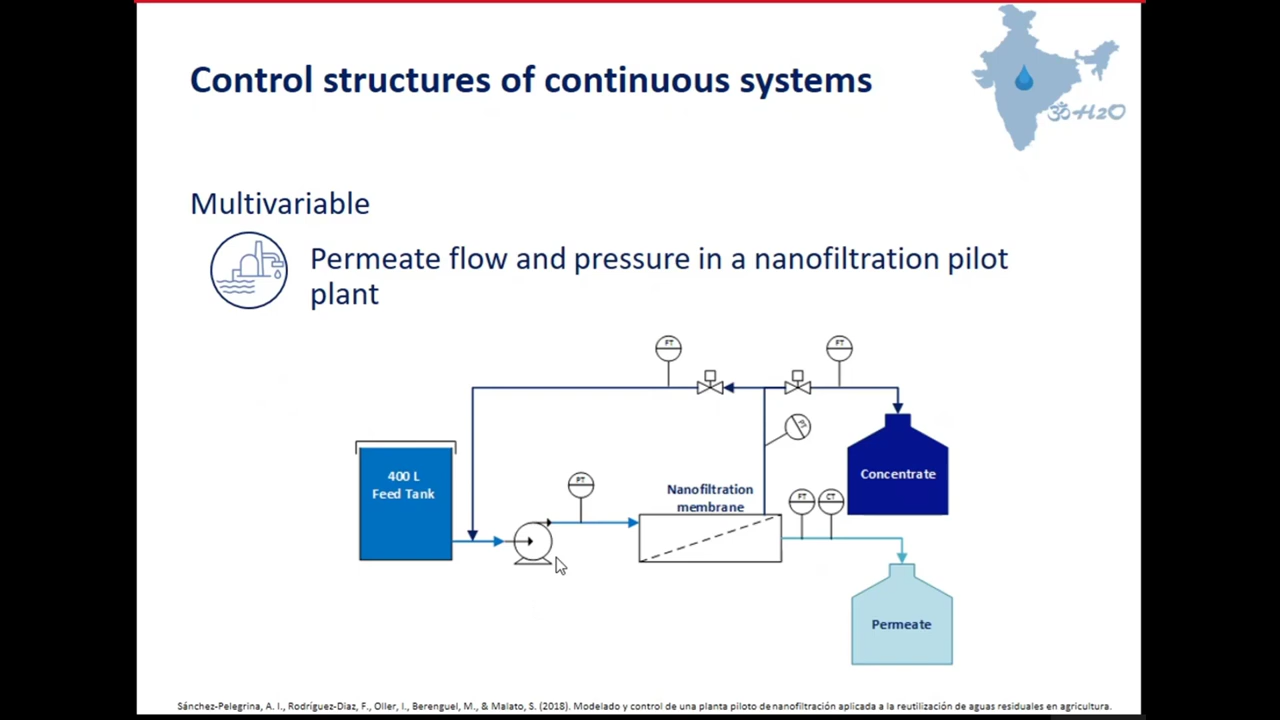 Control structures of continuous systems
ॐH2O
Multivariable
Permeate flow and pressure in a nanofiltration pilot
plant
FT
FT
PT
400 L
Feed Tank
PT
Nanofiltration
membrane
FT
CT
Concentrate
Permeate
Sánchez-Pelegrina, A. I., Rodríguez-Diaz, F., Oller, I., Berenguel, M., & Malato, S. (2018). Modelado y control de una planta piloto de nanofiltración aplicada a la reutilización de aguas residuales en agricultura.